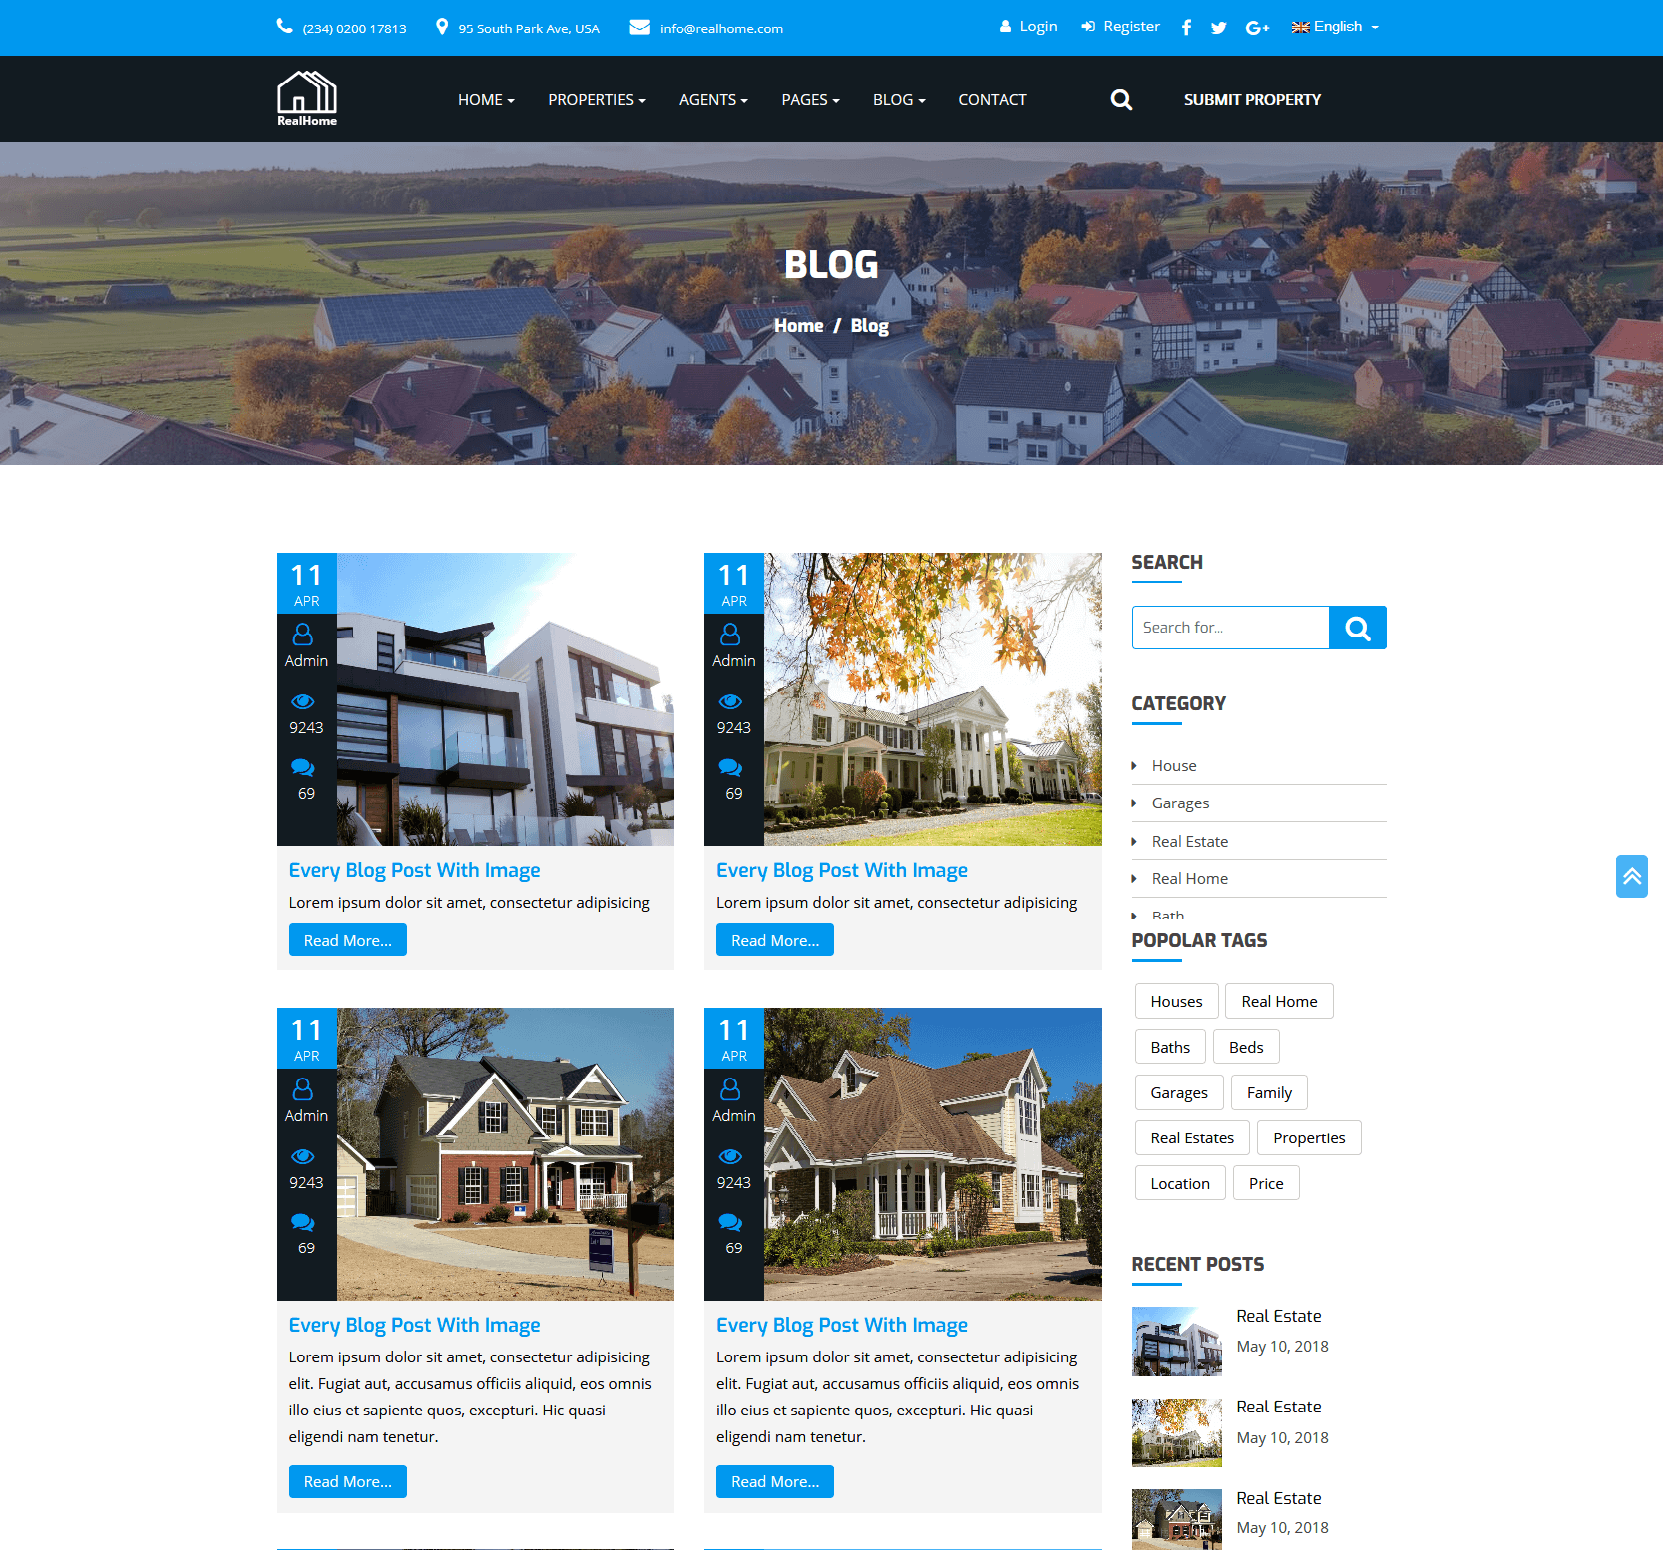 (234) 0200 17813
95 South Park Ave, USA
info@realhome.com
Login
Register
English
RealHome
HOME
PROPERTIES
AGENTS
PAGES
BLOG
CONTACT
SUBMIT PROPERTY
BLOG
Home / Blog
11
APR
Admin
9243
69
Every Blog Post With Image
Lorem ipsum dolor sit amet, consectetur adipisicing
Read More...
11
APR
Admin
9243
69
Every Blog Post With Image
Lorem ipsum dolor sit amet, consectetur adipisicing
Read More...
11
APR
Admin
9243
69
Every Blog Post With Image
Lorem ipsum dolor sit amet, consectetur adipisicing
elit. Fugiat aut, accusamus officiis aliquid, eos omnis
illo eius et sapiente quos, excepturi. Hic quasi
eligendi nam tenetur.
Read More...
11
APR
Admin
9243
69
Every Blog Post With Image
Lorem ipsum dolor sit amet, consectetur adipisicing
elit. Fugiat aut, accusamus officiis aliquid, eos omnis
illo eius et sapiente quos, excepturi. Hic quasi
eligendi nam tenetur.
Read More...
SEARCH
Search for...
CATEGORY
House
Garages
Real Estate
Real Home
Bath
POPOLAR TAGS
Houses
Real Home
Baths
Beds
Garages
Family
Real Estates
Properties
Location
Price
RECENT POSTS
Real Estate
May 10, 2018
Real Estate
May 10, 2018
Real Estate
May 10, 2018